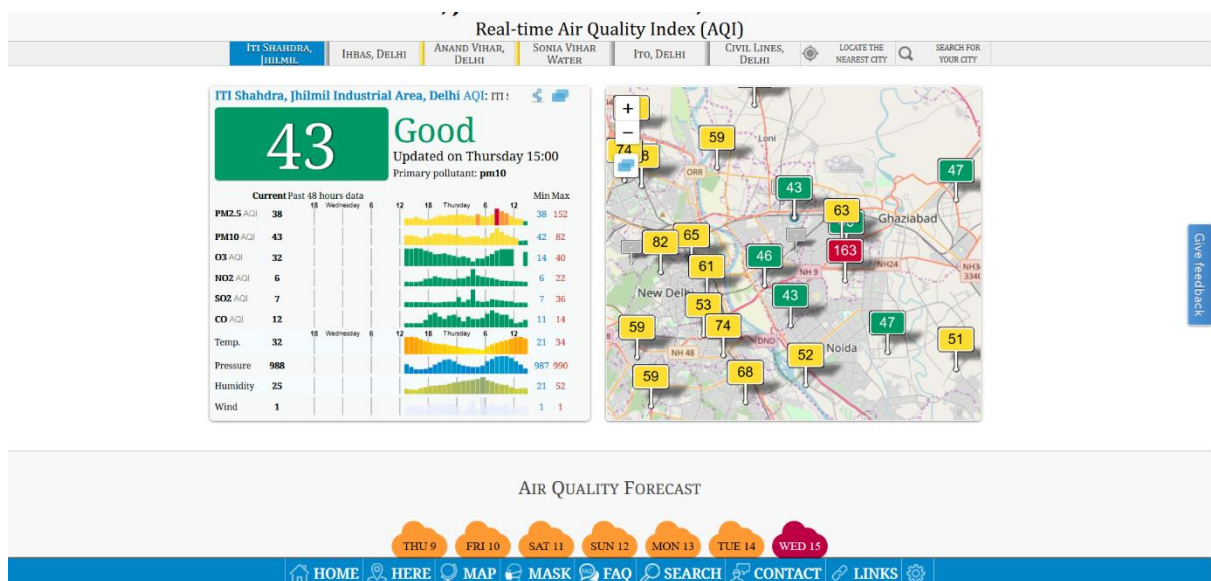 Real-time Air Quality Index (AQI)
ITI SHAHDRA, JHILMIL
IHBAS, DELHI
ANAND VIHAR, DELHI
SONIA VIHAR WATER
ITO, DELHI
CIVIL LINES, DELHI
LOCATE THE NEAREST CITY
SEARCH FOR YOUR CITY
ITI Shahdra, Jhilmil Industrial Area, Delhi AQI:
43
Good
Updated on Thursday 15:00
Primary pollutant: pm10
Current Past 48 hours data Min Max
18 Wednesday 6 12 18 Thursday 6 12
PM2.5 AQI 38 38 152
PM10 AQI 43 42 82
O3 AQI 32 14 40
NO2 AQI 6 6 22
SO2 AQI 7 7 36
CO AQI 12 11 14
18 Wednesday 6 12 18 Thursday 6 12
Temp. 32 21 34
Pressure 988 987 990
Humidity 25 21 52
Wind 1 1 1
+
−
59
Loni
74 8
ORR
47
43
63
Ghaziabad
82 65
46
163
61
NH 9
NH24
New Delhi
53
43
59
74
47
51
NH 48
DND
52
Noida
59
68
Give feedback
AIR QUALITY FORECAST
THU 9 FRI 10 SAT 11 SUN 12 MON 13 TUE 14 WED 15
HOME HERE MAP MASK FAQ SEARCH CONTACT LINKS